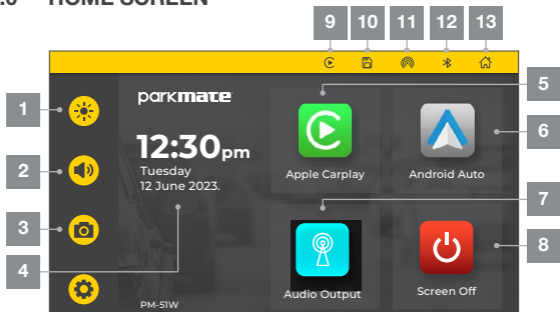 HOME SCREEN
9 10 11 12 13
1
2
3
4
parkmate
12:30pm
Tuesday
12 June 2023.
PM-51W
Apple Carplay
Android Auto
Audio Output
Screen Off
5
6
7
8